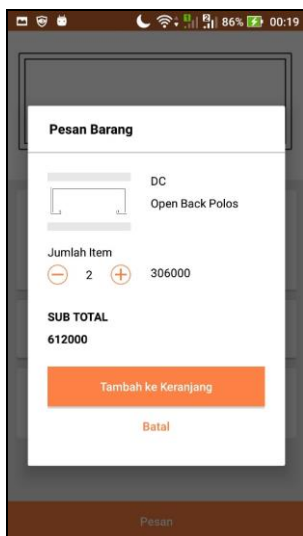 86% 00:19
Pesan Barang
DC
Open Back Polos
Jumlah Item
2 306000
SUB TOTAL
612000
Tambah ke Keranjang
Batal
Pesan